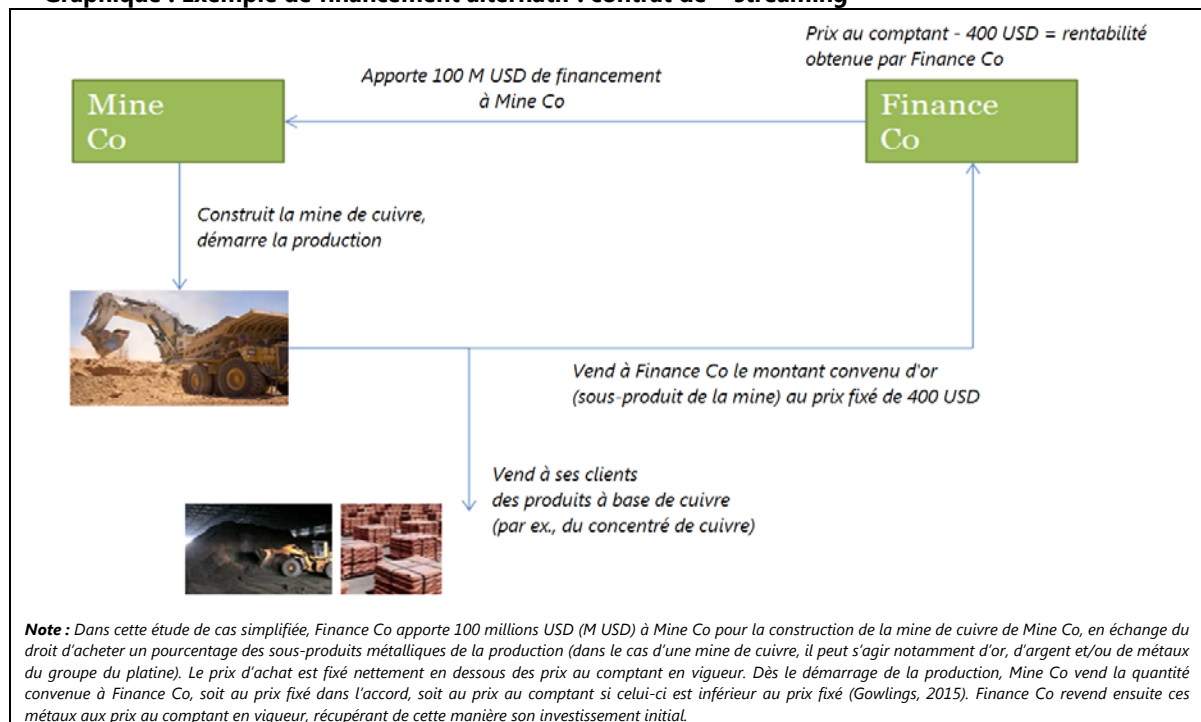 Prix au comptant - 400 USD = rentabilité
obtenue par Finance Co
Apporte 100 M USD de financement
à Mine Co
Mine
Co
Finance
Co
Construit la mine de cuivre,
démarre la production
Vend à Finance Co le montant convenu d'or
(sous-produit de la mine) au prix fixé de 400 USD
Vend à ses clients
des produits à base de cuivre
(par ex., du concentré de cuivre)
Note : Dans cette étude de cas simplifiée, Finance Co apporte 100 millions USD (M USD) à Mine Co pour la construction de la mine de cuivre de Mine Co, en échange du
droit d'acheter un pourcentage des sous-produits métalliques de la production (dans le cas d'une mine de cuivre, il peut s'agir notamment d'or, d'argent et/ou de métaux
du groupe du platine). Le prix d'achat est fixé nettement en dessous des prix au comptant en vigueur. Dès le démarrage de la production, Mine Co vend la quantité
convenue à Finance Co, soit au prix fixé dans l'accord, soit au prix au comptant si celui-ci est inférieur au prix fixé (Gowlings, 2015). Finance Co revend ensuite ces
métaux aux prix au comptant en vigueur, récupérant de cette manière son investissement initial.